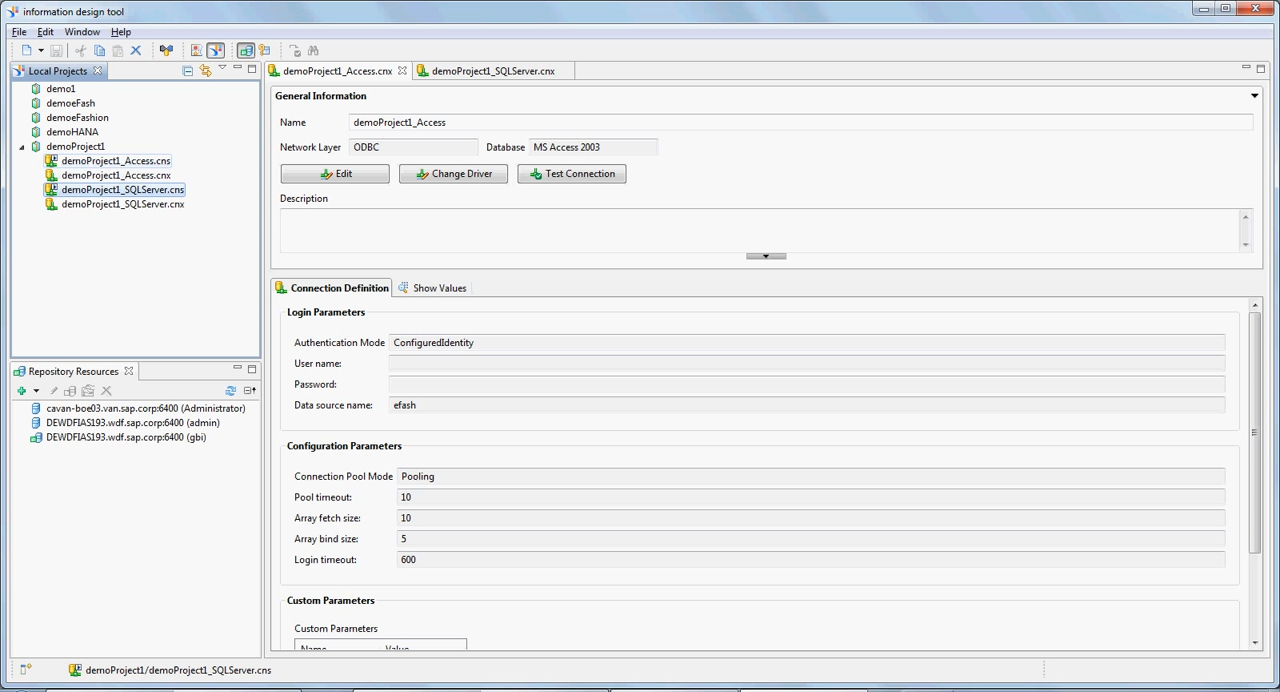 information design tool
File Edit Window Help
Local Projects
demo1
demoeFash
demoeFashion
demoHANA
demoProject1
demoProject1_Access.cns
demoProject1_Access.cnx
demoProject1_SQLServer.cns
demoProject1_SQLServer.cnx
Repository Resources
cavan-boe03.van.sap.corp:6400 (Administrator)
DEWDFIAS193.wdf.sap.corp:6400 (admin)
DEWDFIAS193.wdf.sap.corp:6400 (gbi)
demoProject1_Access.cnx demoProject1_SQLServer.cnx
General Information
Name demoProject1_Access
Network Layer ODBC Database MS Access 2003
Edit Change Driver Test Connection
Description
Connection Definition Show Values
Login Parameters
Authentication Mode ConfiguredIdentity
User name:
Password:
Data source name: efash
Configuration Parameters
Connection Pool Mode Pooling
Pool timeout: 10
Array fetch size: 10
Array bind size: 5
Login timeout: 600
Custom Parameters
Custom Parameters
Name Value
demoProject1/demoProject1_SQLServer.cns